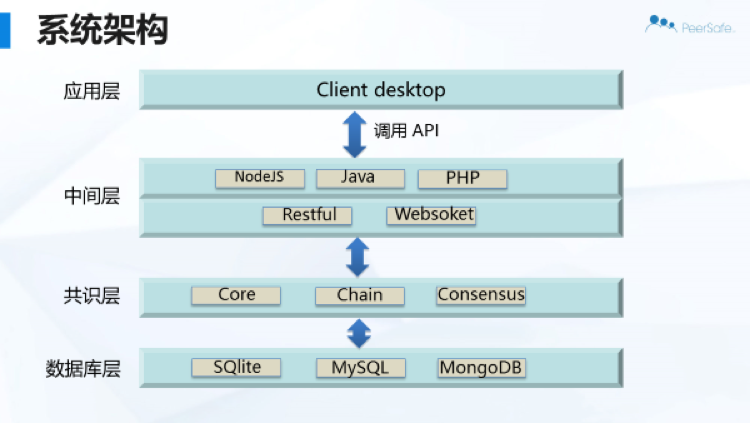 系统架构
PeerSafe
应用层
Client desktop
调用 API
中间层
NodeJS
Java
PHP
Restful
Websoket
共识层
Core
Chain
Consensus
数据库层
SQlite
MySQL
MongoDB